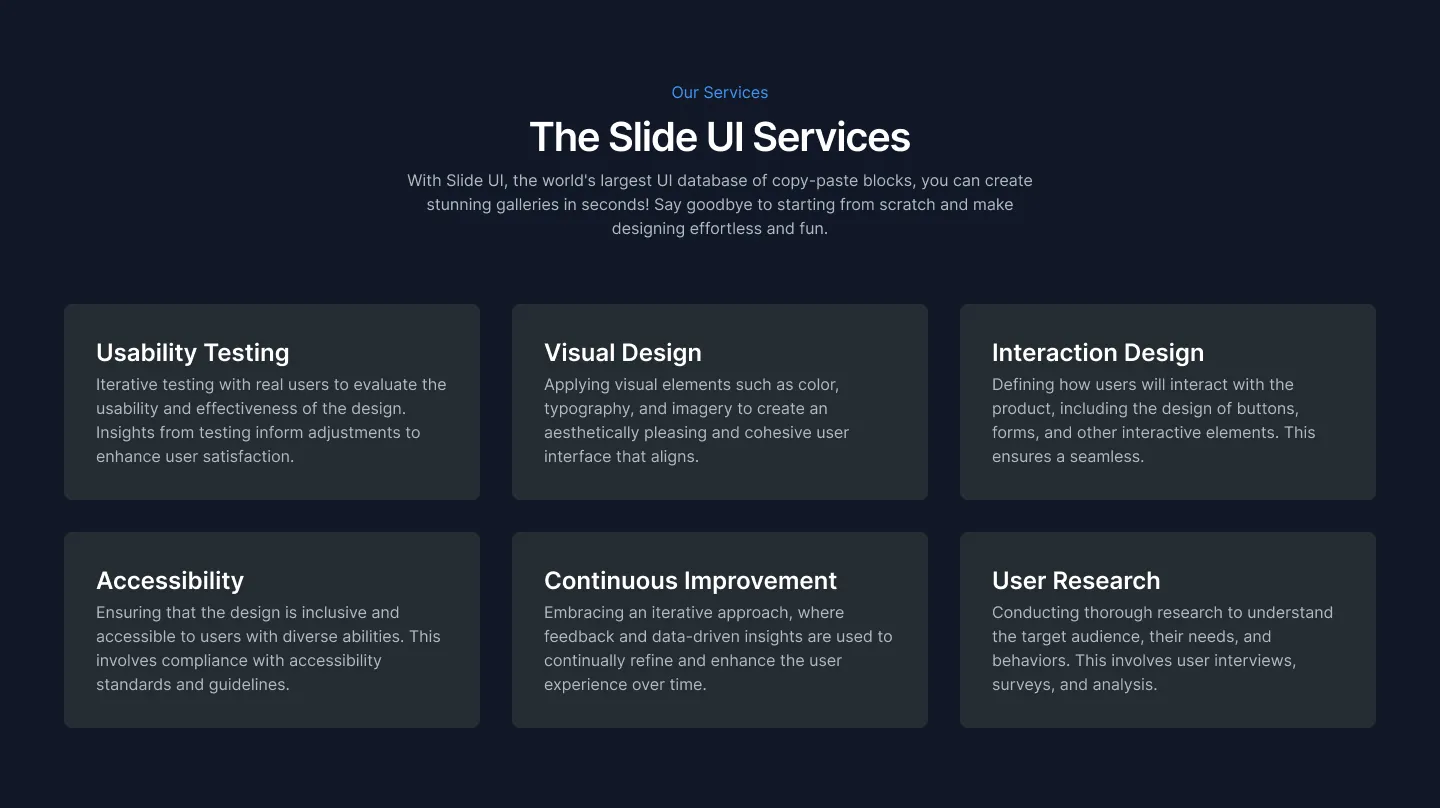 Our Services
The Slide UI Services
With Slide UI, the world's largest UI database of copy-paste blocks, you can create
stunning galleries in seconds! Say goodbye to starting from scratch and make
designing effortless and fun.
Usability Testing
Iterative testing with real users to evaluate the
usability and effectiveness of the design.
Insights from testing inform adjustments to
enhance user satisfaction.
Visual Design
Applying visual elements such as color,
typography, and imagery to create an
aesthetically pleasing and cohesive user
interface that aligns.
Interaction Design
Defining how users will interact with the
product, including the design of buttons,
forms, and other interactive elements. This
ensures a seamless.
Accessibility
Ensuring that the design is inclusive and
accessible to users with diverse abilities. This
involves compliance with accessibility
standards and guidelines.
Continuous Improvement
Embracing an iterative approach, where
feedback and data-driven insights are used to
continually refine and enhance the user
experience over time.
User Research
Conducting thorough research to understand
the target audience, their needs, and
behaviors. This involves user interviews,
surveys, and analysis.